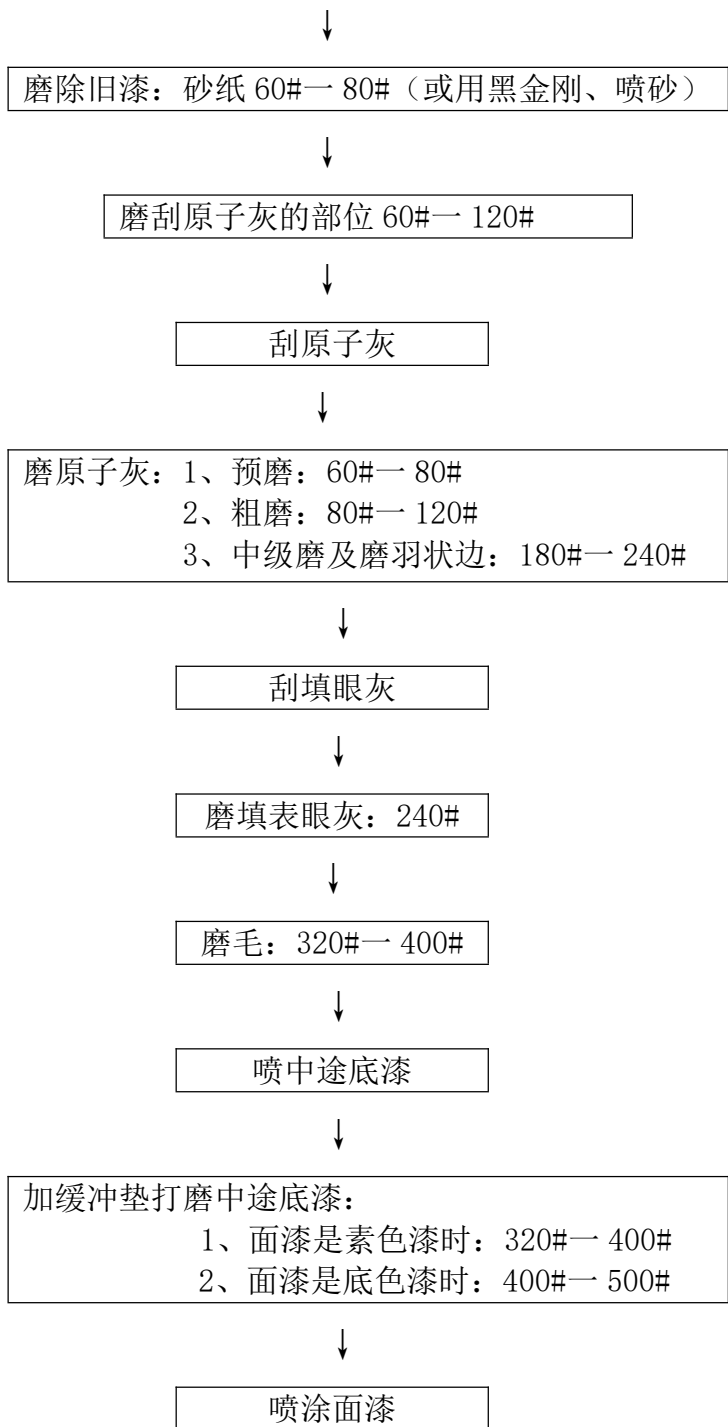 磨除旧漆：砂纸 60#一 80#（或用黑金刚、喷砂）
磨刮原子灰的部位 60#一 120#
刮原子灰
磨原子灰：1、预磨：60#一 80#
2、粗磨：80#一 120#
3、中级磨及磨羽状边：180#一 240#
刮填眼灰
磨填表眼灰：240#
磨毛：320#一 400#
喷中途底漆
加缓冲垫打磨中途底漆：
1、面漆是素色漆时：320#一 400#
2、面漆是底色漆时：400#一 500#
喷涂面漆